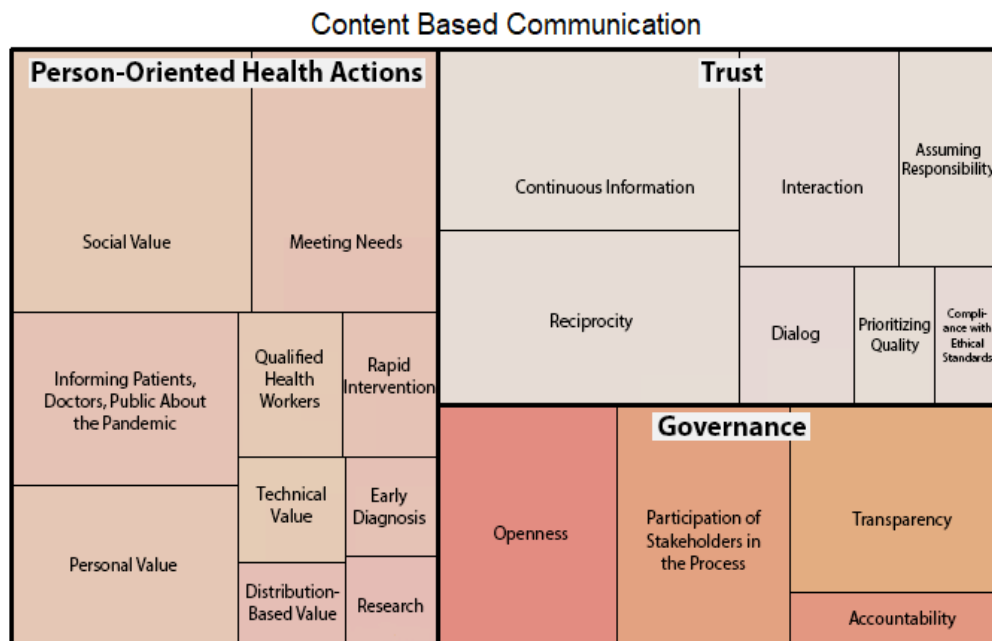 Content Based Communication
Person-Oriented Health Actions
Social Value
Meeting Needs
Informing Patients,
Doctors, Public About
the Pandemic
Qualified
Health
Workers
Rapid
Intervention
Personal Value
Technical
Value
Early
Diagnosis
Distribution-
Based Value
Research
Trust
Continuous Information
Interaction
Assuming
Responsibility
Reciprocity
Dialog
Prioritizing
Quality
Compli-
ance with
Ethical
Standards
Governance
Openness
Participation of
Stakeholders in
the Process
Transparency
Accountability